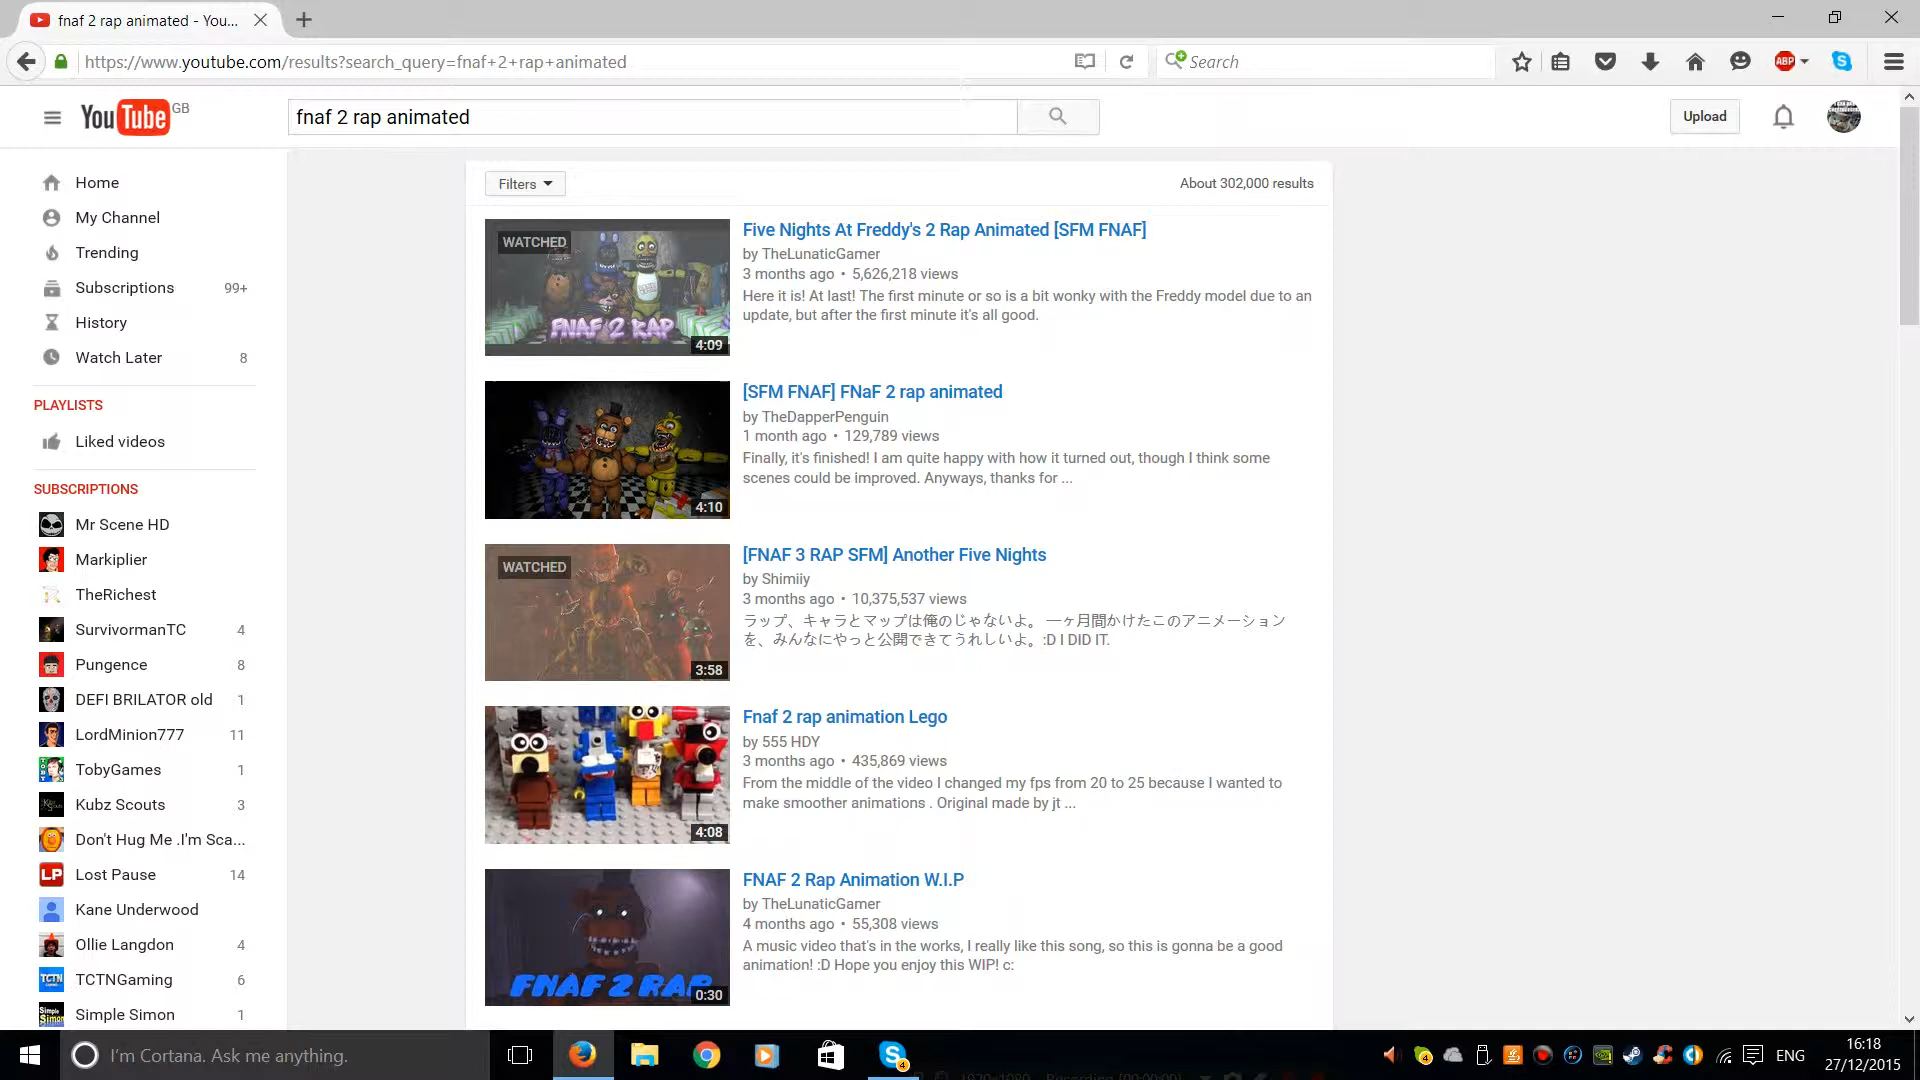 fnaf 2 rap animated - You...
https://www.youtube.com/results?search_query=fnaf+2+rap+animated
Search
ABP
YouTube GB
fnaf 2 rap animated
Upload
Home
My Channel
Trending
Subscriptions 99+
History
Watch Later 8
PLAYLISTS
Liked videos
SUBSCRIPTIONS
Mr Scene HD
Markiplier
TheRichest
SurvivormanTC 4
Pungence 8
DEFI BRILATOR old 1
LordMinion777 11
TobyGames 1
Kubz Scouts 3
Don't Hug Me .I'm Sca...
LP Lost Pause 14
Kane Underwood
Ollie Langdon 4
TCTN TCTNGaming 6
Simple Simon Simple Simon 1
Filters
About 302,000 results
WATCHED
FNAF 2 RAP
4:09
Five Nights At Freddy's 2 Rap Animated [SFM FNAF]
by TheLunaticGamer
3 months ago • 5,626,218 views
Here it is! At last! The first minute or so is a bit wonky with the Freddy model due to an
update, but after the first minute it's all good.
4:10
[SFM FNAF] FNaF 2 rap animated
by TheDapperPenguin
1 month ago • 129,789 views
Finally, it's finished! I am quite happy with how it turned out, though I think some
scenes could be improved. Anyways, thanks for ...
WATCHED
3:58
[FNAF 3 RAP SFM] Another Five Nights
by Shimiiy
3 months ago • 10,375,537 views
ラップ、キャラとマップは俺のじゃないよ。 一ヶ月間かけたこのアニメーション
を、みんなにやっと公開できてうれしいよ。:D I DID IT.
4:08
Fnaf 2 rap animation Lego
by 555 HDY
3 months ago • 435,869 views
From the middle of the video I changed my fps from 20 to 25 because I wanted to
make smoother animations . Original made by jt ...
FNAF 2 RAP
0:30
FNAF 2 Rap Animation W.I.P
by TheLunaticGamer
4 months ago • 55,308 views
A music video that's in the works, I really like this song, so this is gonna be a good
animation! :D Hope you enjoy this WIP! c:
I'm Cortana. Ask me anything.
4
4
ENG
16:18
27/12/2015
1920x1080 Recording [00:00:00]